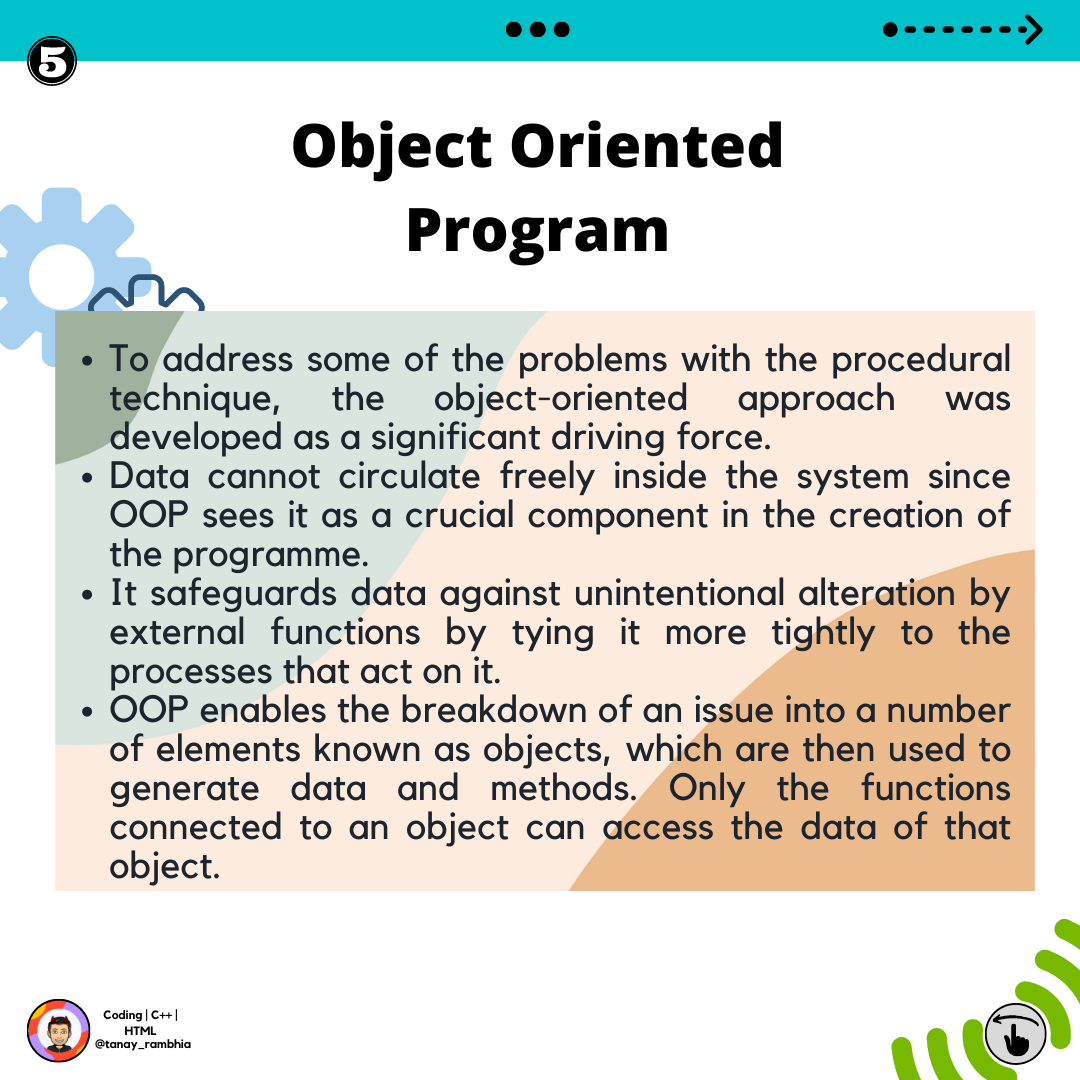 5
Object Oriented
Program
• To address some of the problems with the procedural
technique, the object-oriented approach was
developed as a significant driving force.
• Data cannot circulate freely inside the system since
OOP sees it as a crucial component in the creation of
the programme.
• It safeguards data against unintentional alteration by
external functions by tying it more tightly to the
processes that act on it.
• OOP enables the breakdown of an issue into a number
of elements known as objects, which are then used to
generate data and methods. Only the functions
connected to an object can access the data of that
object.
Coding | C++ |
HTML
@tanay_rambhia